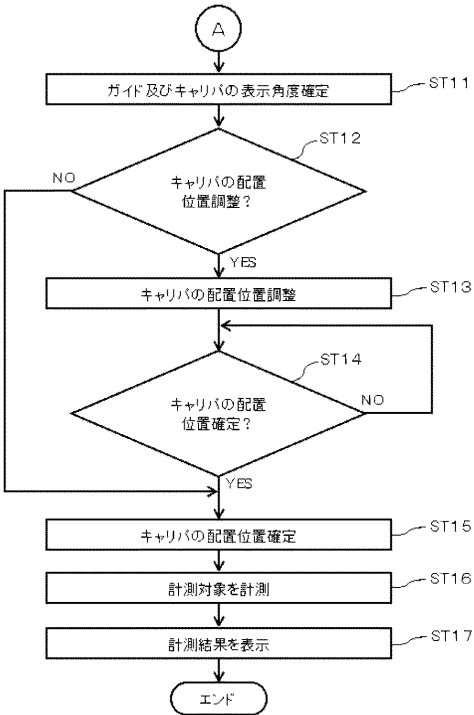 A
ガイド及びキャリパの表示角度確定
ST11
ST12
キャリパの配置
位置調整？
NO
YES
キャリパの配置位置調整
ST13
ST14
キャリパの配置
位置確定？
NO
YES
キャリパの配置位置確定
ST15
計測対象を計測
ST16
計測結果を表示
ST17
エンド